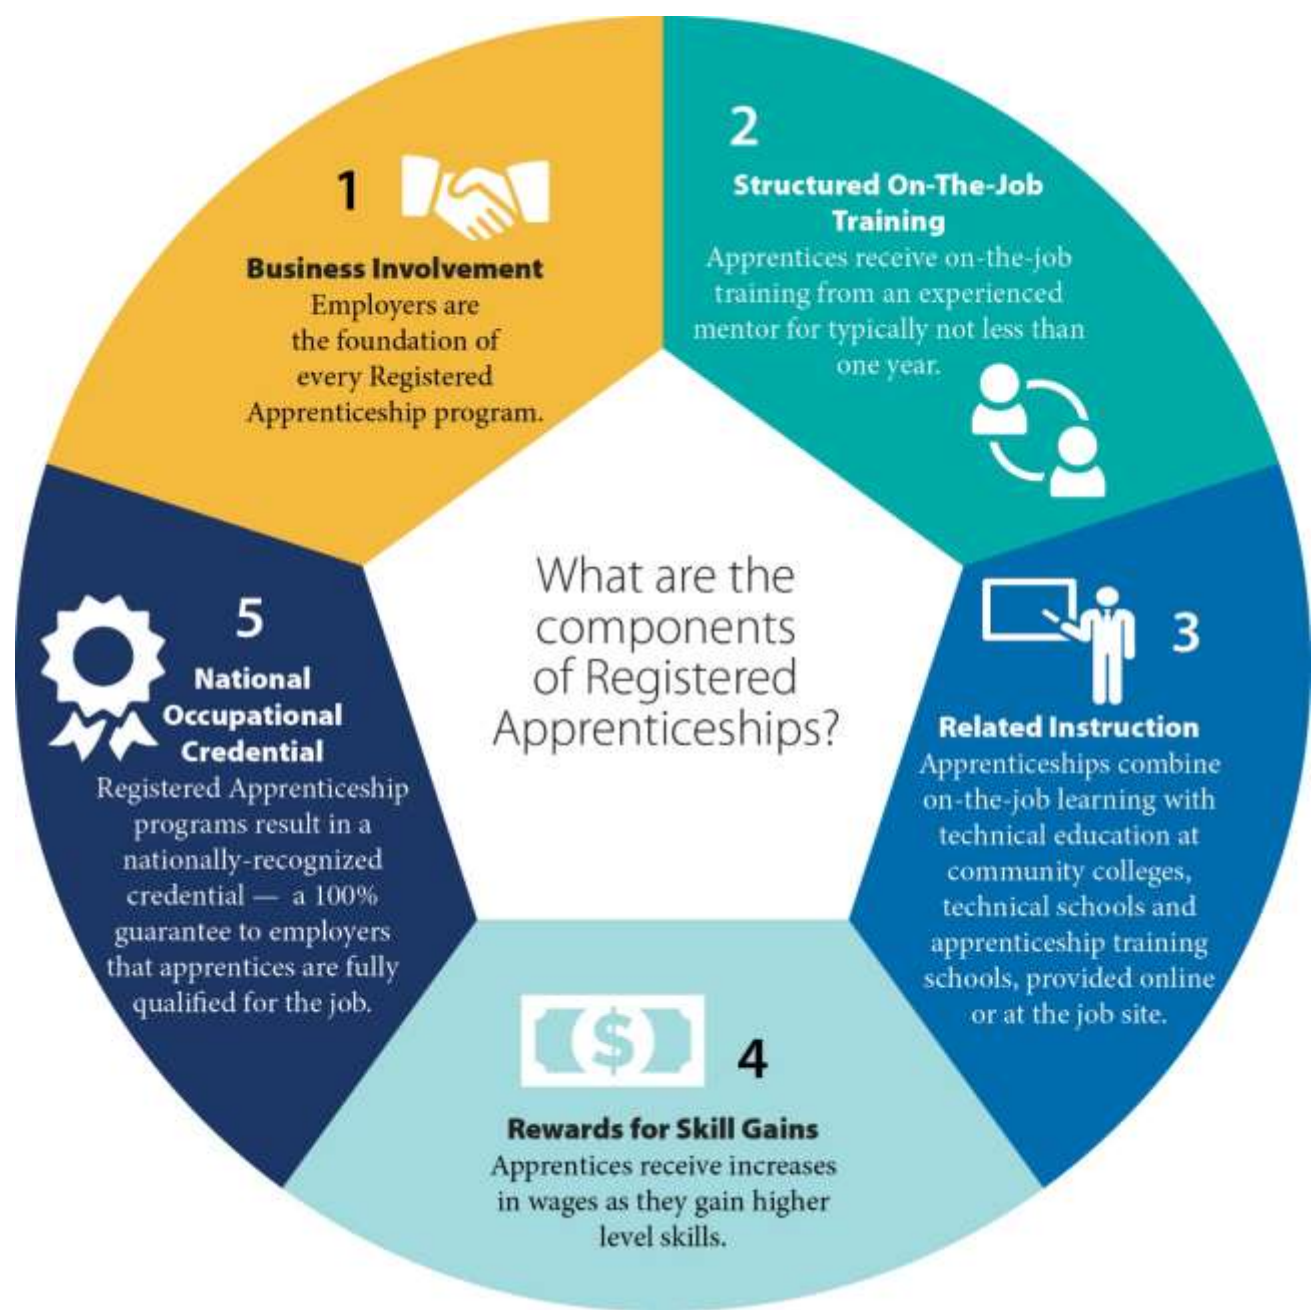 1
Business Involvement
Employers are
the foundation of
every Registered
Apprenticeship program.
2
Structured On-The-Job
Training
Apprentices receive on-the-job
training from an experienced
mentor for typically not less than
one year.
3
Related Instruction
Apprenticeships combine
on-the-job learning with
technical education at
community colleges,
technical schools and
apprenticeship training
schools, provided online
or at the job site.
$
4
Rewards for Skill Gains
Apprentices receive increases
in wages as they gain higher
level skills.
5
National
Occupational
Credential
Registered Apprenticeship
programs result in a
nationally-recognized
credential — a 100%
guarantee to employers
that apprentices are fully
qualified for the job.
What are the
components
of Registered
Apprenticeships?